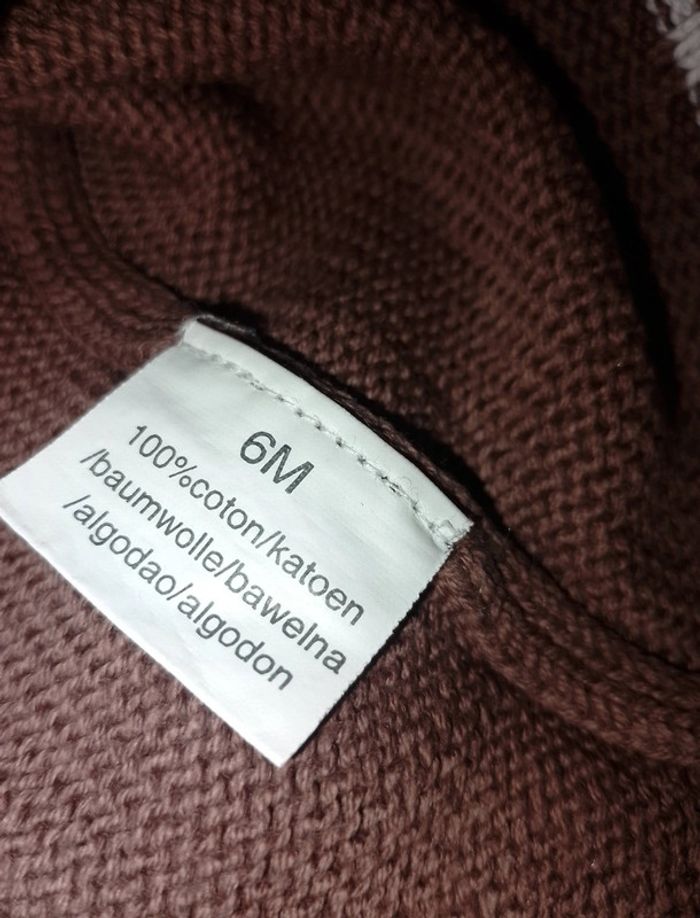 6M
100%coton/katoen
/baumwolle/bawelna
/algodao/algodon